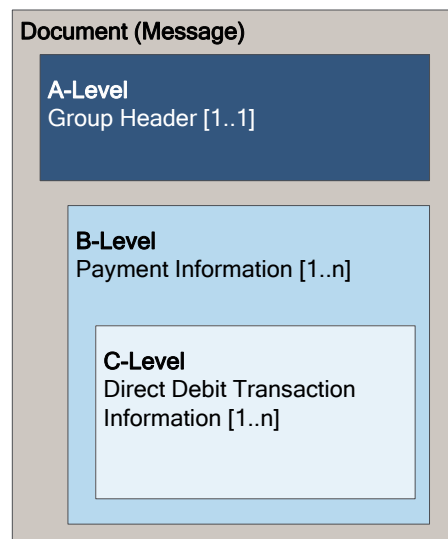 Document (Message)
A-Level
Group Header [1..1]
B-Level
Payment Information [1..n]
C-Level
Direct Debit Transaction
Information [1..n]